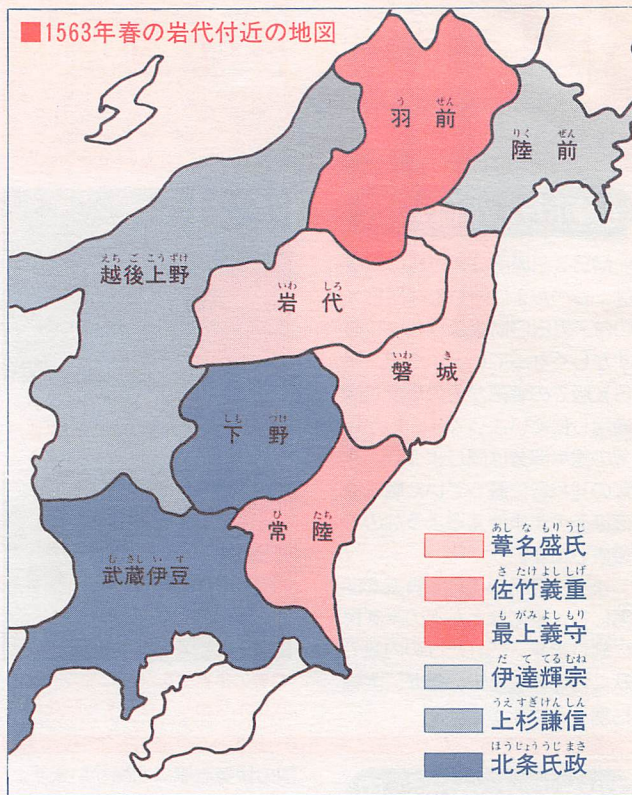 ■1563年春の岩代付近の地図
うぜん
羽前
りくぜん
陸前
えちごこうずけ
越後上野
いわしろ
岩代
いわき
磐城
しもつけ
下野
ひたち
常陸
むさしいず
武蔵伊豆
あしなもりうじ
葦名盛氏
さたけよししげ
佐竹義重
もがみよしもり
最上義守
だててるむね
伊達輝宗
うえすぎけんしん
上杉謙信
ほうじょううじまさ
北条氏政